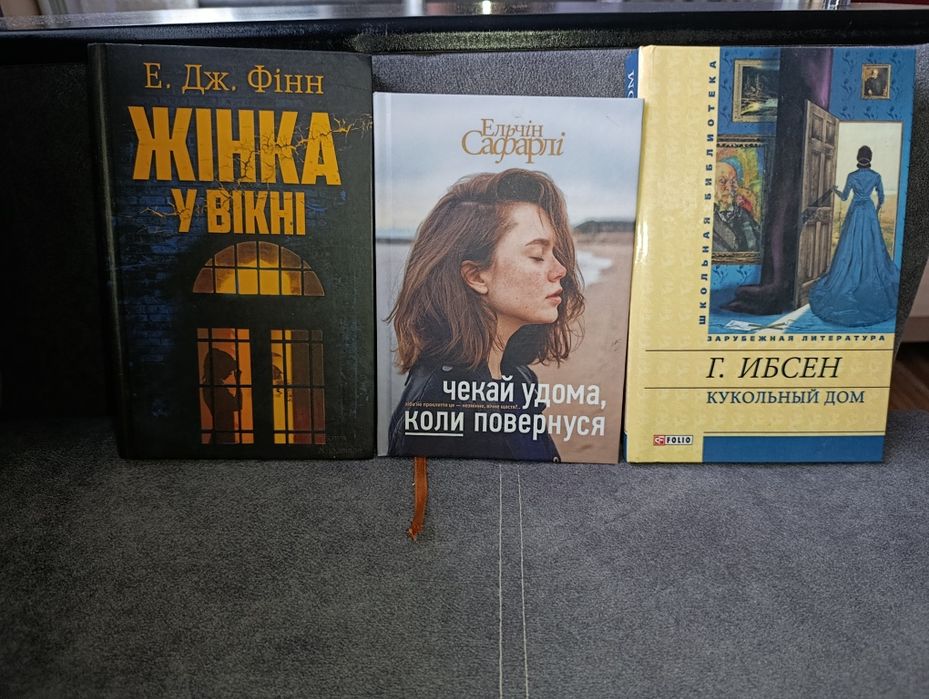 Е. Дж. Фінн
ЖІНКА
У ВІКНІ
Ельчін
Сафарлі
чекай удома,
коли повернуся
ШКОЛЬНАЯ БИБЛИОТЕКА
ЗАРУБЕЖНАЯ ЛИТЕРАТУРА
Г. ИБСЕН
КУКОЛЬНЫЙ ДОМ
FOLIO